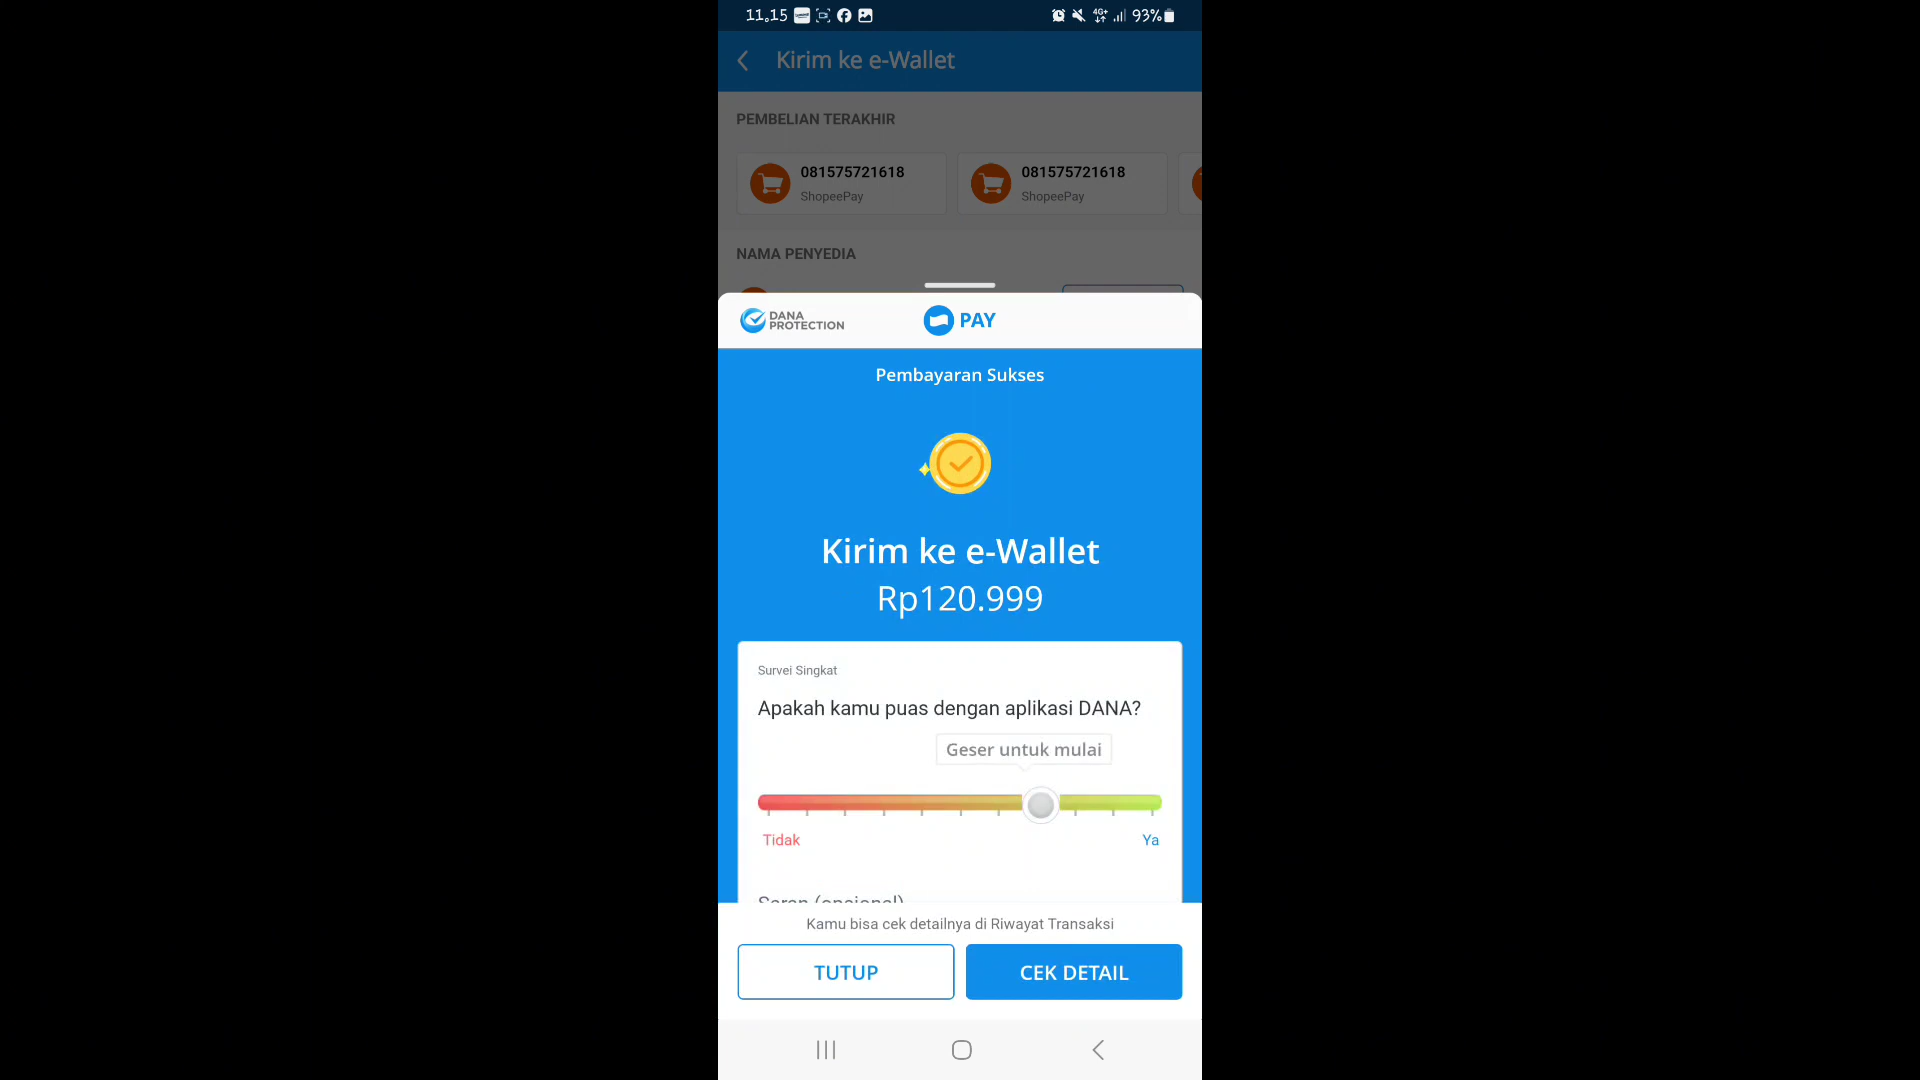 11.15 4G+ 93%
Kirim ke e-Wallet
PEMBELIAN TERAKHIR
081575721618 081575721618
ShopeePay ShopeePay
NAMA PENYEDIA
DANA PROTECTION PAY
Pembayaran Sukses
Kirim ke e-Wallet
Rp120.999
Survei Singkat
Apakah kamu puas dengan aplikasi DANA?
Geser untuk mulai
Tidak Ya
Saran (opsional)
Kamu bisa cek detailnya di Riwayat Transaksi
TUTUP CEK DETAIL